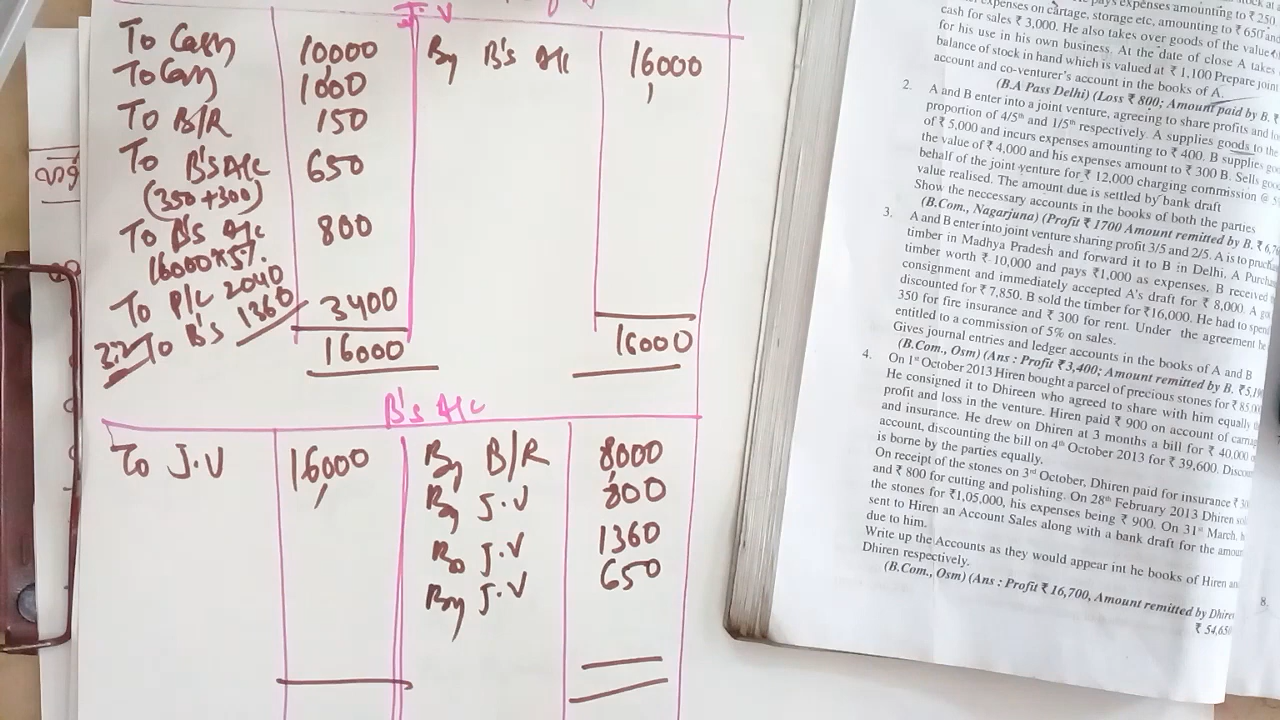 J.V
To Cash 10000 By B's A/c 16000
To Cash 1000
To B/R 150
To B's A/c 650
(350+300)
To B's A/c 800
16000x5%
To P/L 2040
3:2 To B's 1360 3400
16000 16000
B's A/c
To J.V 16000 By B/R 8000
By J.V 800
By J.V 1360
By J.V 650
pays expenses amounting to ₹ 250
expenses on cartage, storage etc, amounting to ₹ 650 and
cash for sales ₹ 3,000. He also takes over goods of the value
for his use in his own business. At the date of close A takes
balance of stock in hand which is valued at ₹ 1,100 Prepare joint
account and co-venturer's account in the books of A.
(B.A Pass Delhi) (Loss ₹ 800; Amount paid by B. ₹
2. A and B enter into a joint venture, agreeing to share profits and
proportion of 4/5th and 1/5th respectively. A supplies goods to the
of ₹ 5,000 and incurs expenses amounting to ₹ 400. B supplies
the value of ₹ 4,000 and his expenses amount to ₹ 300 B. Sells
behalf of the joint venture for ₹ 12,000 charging commission @
value realised. The amount due is settled by bank draft
Show the neccessary accounts in the books of both the parties
(B.Com., Nagarjuna) (Profit ₹ 1700 Amount remitted by B. ₹
3. A and B enter into joint venture sharing profit 3/5 and 2/5. A is to
timber in Madhya Pradesh and forward it to B in Delhi. A
timber worth ₹ 10,000 and pays ₹1,000 as expenses. B received
consignment and immediately accepted A's draft for ₹ 8,000. A
discounted for ₹ 7,850. B sold the timber for ₹16,000. He had to spend
350 for fire insurance and ₹ 300 for rent. Under the agreement he
entitled to a commission of 5% on sales.
Gives journal entries and ledger accounts in the books of A and B
(B.Com., Osm) (Ans : Profit ₹ 3,400; Amount remitted by B.
4. On 1st October 2013 Hiren bought a parcel of precious stones for
He consigned it to Dhireen who agreed to share with him equally
profit and loss in the venture. Hiren paid ₹ 900 on account of
and insurance. He drew on Dhiren at 3 months a bill for ₹ 40.000
account, discounting the bill on 4th October 2013 for ₹ 39,600.
is borne by the parties equally.
On receipt of the stones on 3rd October, Dhiren paid for insurance ₹
and ₹ 800 for cutting and polishing. On 28th February 2013 Dhiren
the stones for ₹1,05,000, his expenses being ₹ 900. On 31st March,
sent to Hiren an Account Sales along with a bank draft for the
due to him.
Write up the Accounts as they would appear int he books of Hiren
Dhiren respectively.
(B.Com., Osm) (Ans : Profit ₹ 16,700, Amount remitted by
₹ 54,650
8.